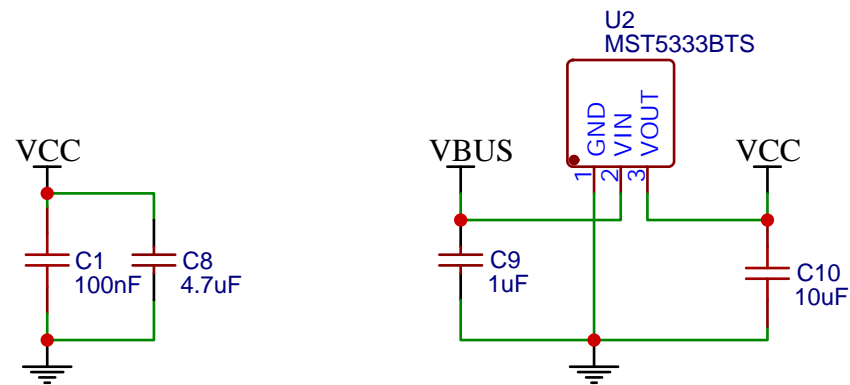 VCC
C1
100nF
C8
4.7uF
U2
MST5333BTS
GND
VIN
VOUT
1
2
3
VBUS
VCC
C9
1uF
C10
10uF